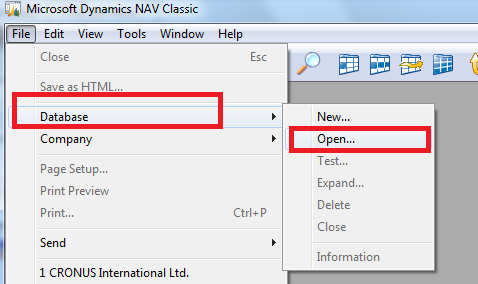 Microsoft Dynamics NAV Classic
File Edit View Tools Window Help
Close Esc
Save as HTML...
Database
Company
Page Setup...
Print Preview
Print... Ctrl+P
Send
1 CRONUS International Ltd.
New...
Open...
Test...
Expand...
Delete
Close
Information